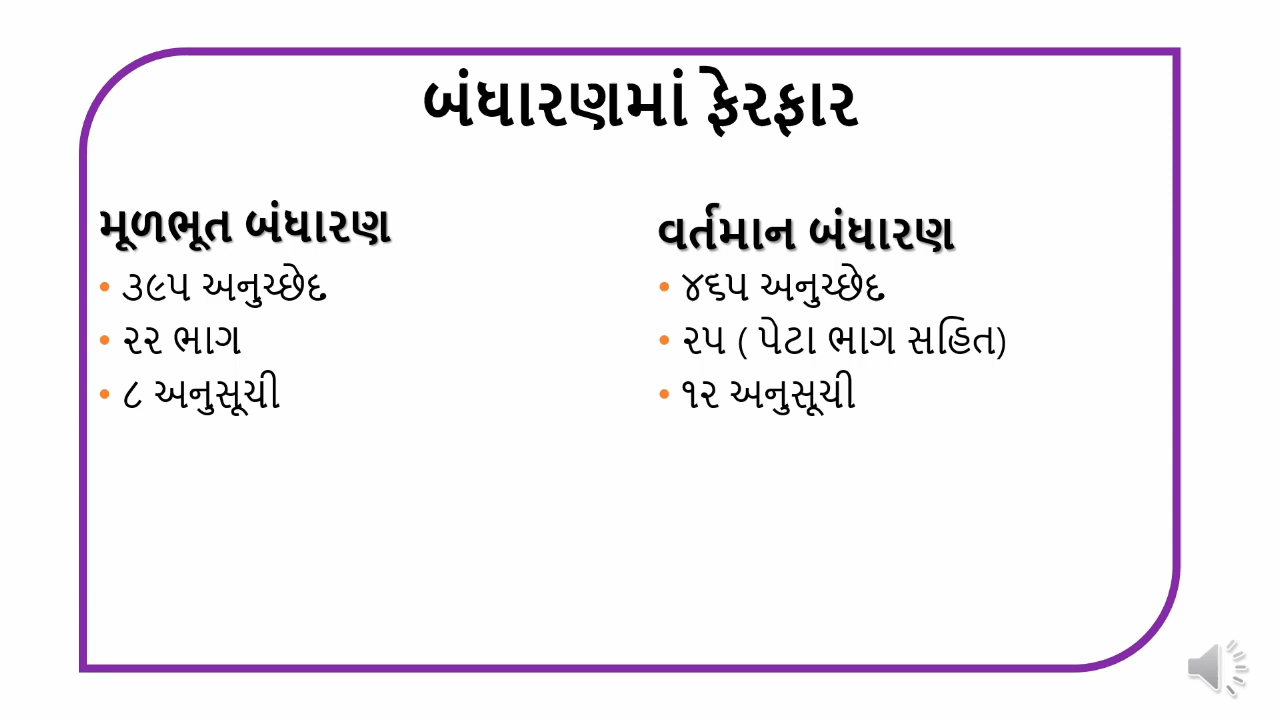 બંધારણમાં ફેરફાર
મૂળભૂત બંધારણ
• ૩૯૫ અનુચ્છેદ
• ૨૨ ભાગ
• ૮ અનુસૂચી
વર્તમાન બંધારણ
• ૪૬૫ અનુચ્છેદ
• ૨૫ ( પેટા ભાગ સહિત)
• ૧૨ અનુસૂચી